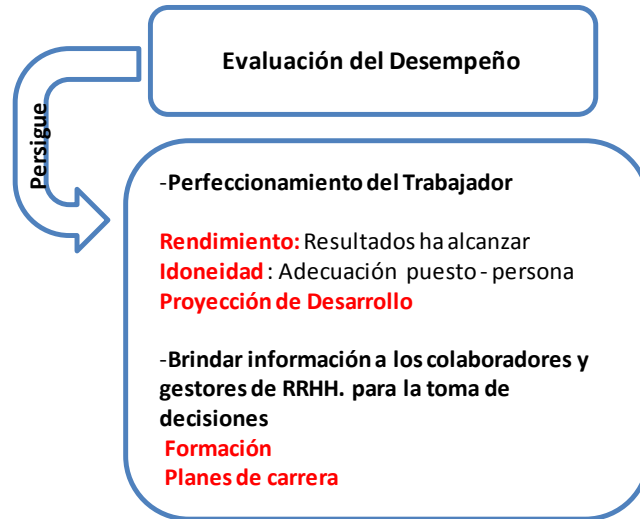 Evaluación del Desempeño
Persigue
-Perfeccionamiento del Trabajador
Rendimiento: Resultados ha alcanzar
Idoneidad : Adecuación puesto - persona
Proyección de Desarrollo
-Brindar información a los colaboradores y
gestores de RRHH. para la toma de
decisiones
Formación
Planes de carrera